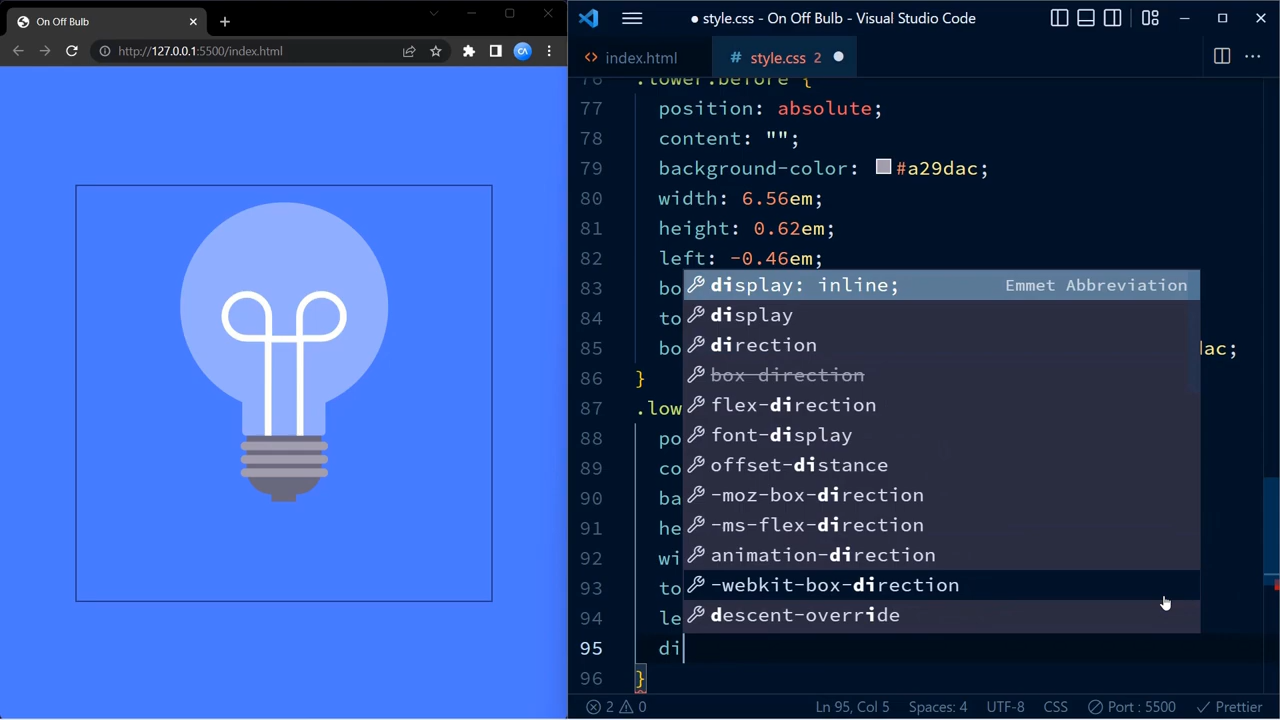 On Off Bulb
http://127.0.0.1:5500/index.html
style.css - On Off Bulb - Visual Studio Code
index.html
# style.css 2
76 .lower:before {
77 position: absolute;
78 content: "";
79 background-color: #a29dac;
80 width: 6.56em;
81 height: 0.62em;
82 left: -0.46em;
83 bo
84 to
85 bo dac;
86 }
87 .low
88 po
89 co
90 ba
91 he
92 wi
93 to
94 le
95 di
96 }
display: inline; Emmet Abbreviation
display
direction
box-direction
flex-direction
font-display
offset-distance
-moz-box-direction
-ms-flex-direction
animation-direction
-webkit-box-direction
descent-override
2 0 Ln 95, Col 5 Spaces: 4 UTF-8 CSS Port : 5500 Prettier